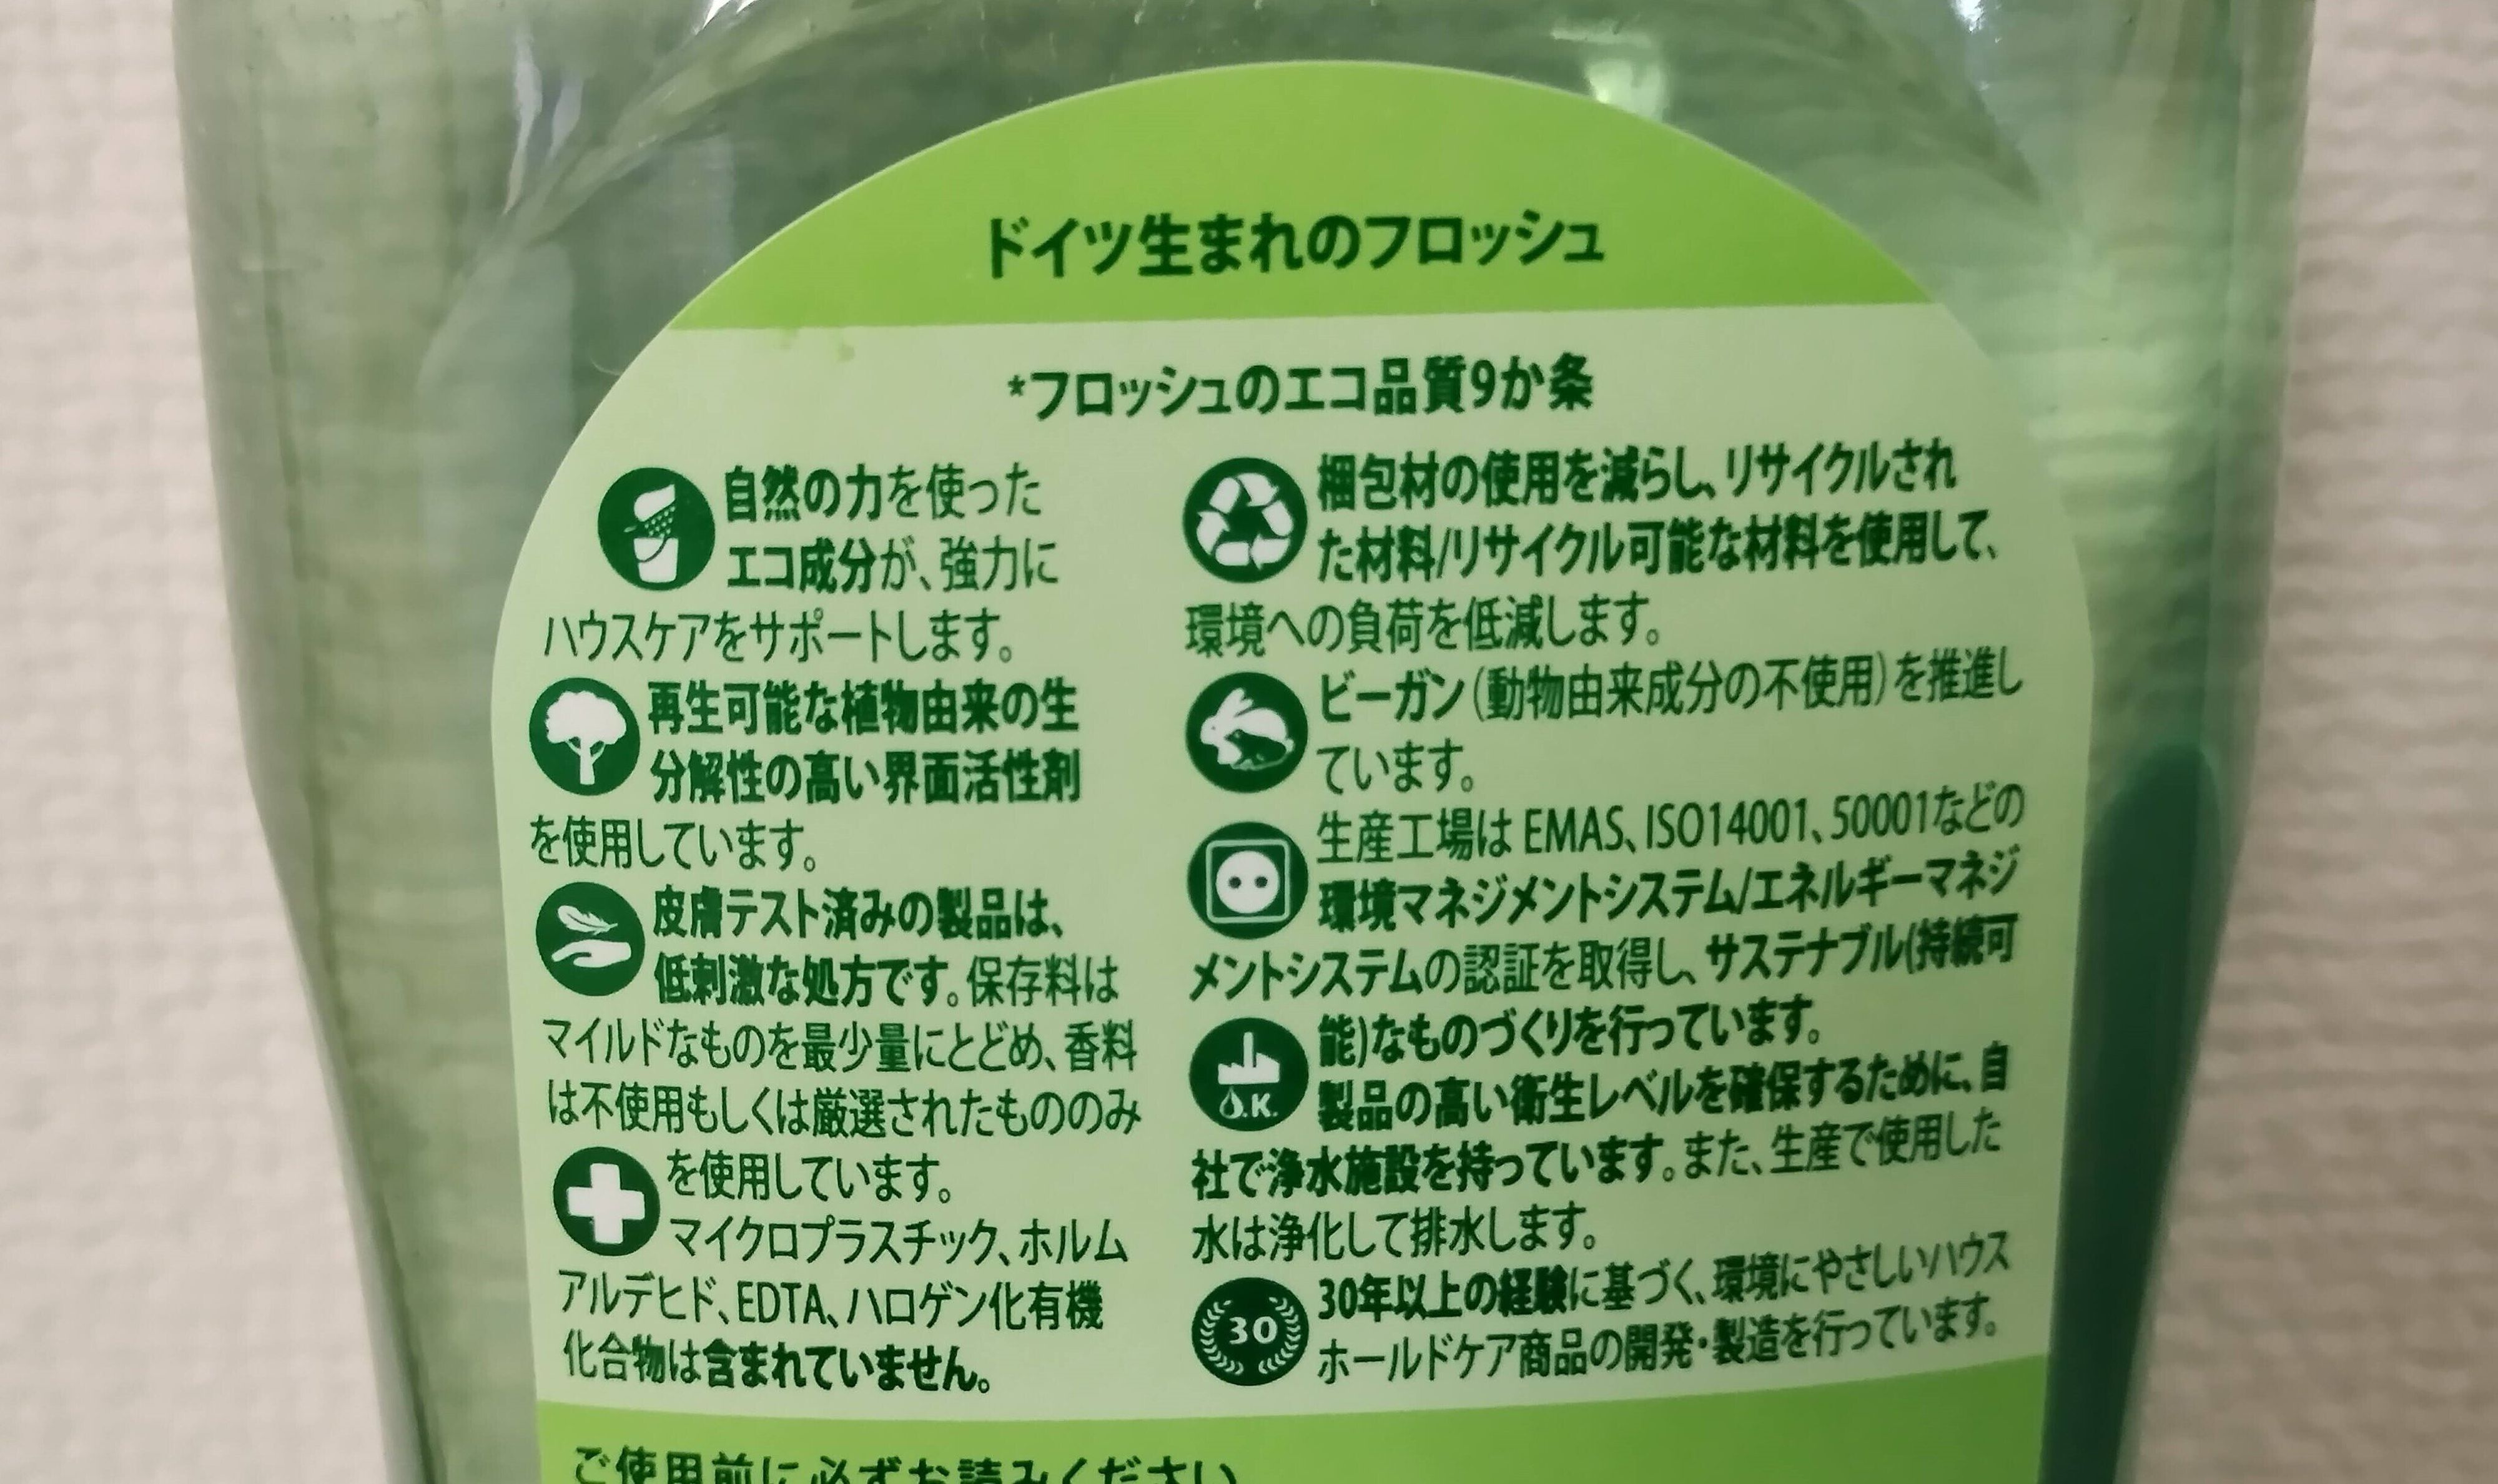 ドイツ生まれのフロッシュ
*フロッシュのエコ品質9か条
自然の力を使った
エコ成分が、強力に
ハウスケアをサポートします。
再生可能な植物由来の生
分解性の高い界面活性剤
を使用しています。
皮膚テスト済みの製品は、
低刺激な処方です。保存料は
マイルドなものを最少量にとどめ、香料
は不使用もしくは厳選されたもののみ
を使用しています。
マイクロプラスチック、ホルム
アルデヒド、EDTA、ハロゲン化有機
化合物は含まれていません。
梱包材の使用を減らし、リサイクルされ
た材料/リサイクル可能な材料を使用して、
環境への負荷を低減します。
ビーガン(動物由来成分の不使用)を推進し
ています。
生産工場は EMAS、ISO14001、50001などの
環境マネジメントシステム/エネルギーマネジ
メントシステムの認証を取得し、サステナブル(持続可
能)なものづくりを行っています。
O.K.
製品の高い衛生レベルを確保するために、自
社で浄水施設を持っています。また、生産で使用した
水は浄化して排水します。
30
30年以上の経験に基づく、環境にやさしいハウス
ホールドケア商品の開発・製造を行っています。
ご使用前に必ずお読みください